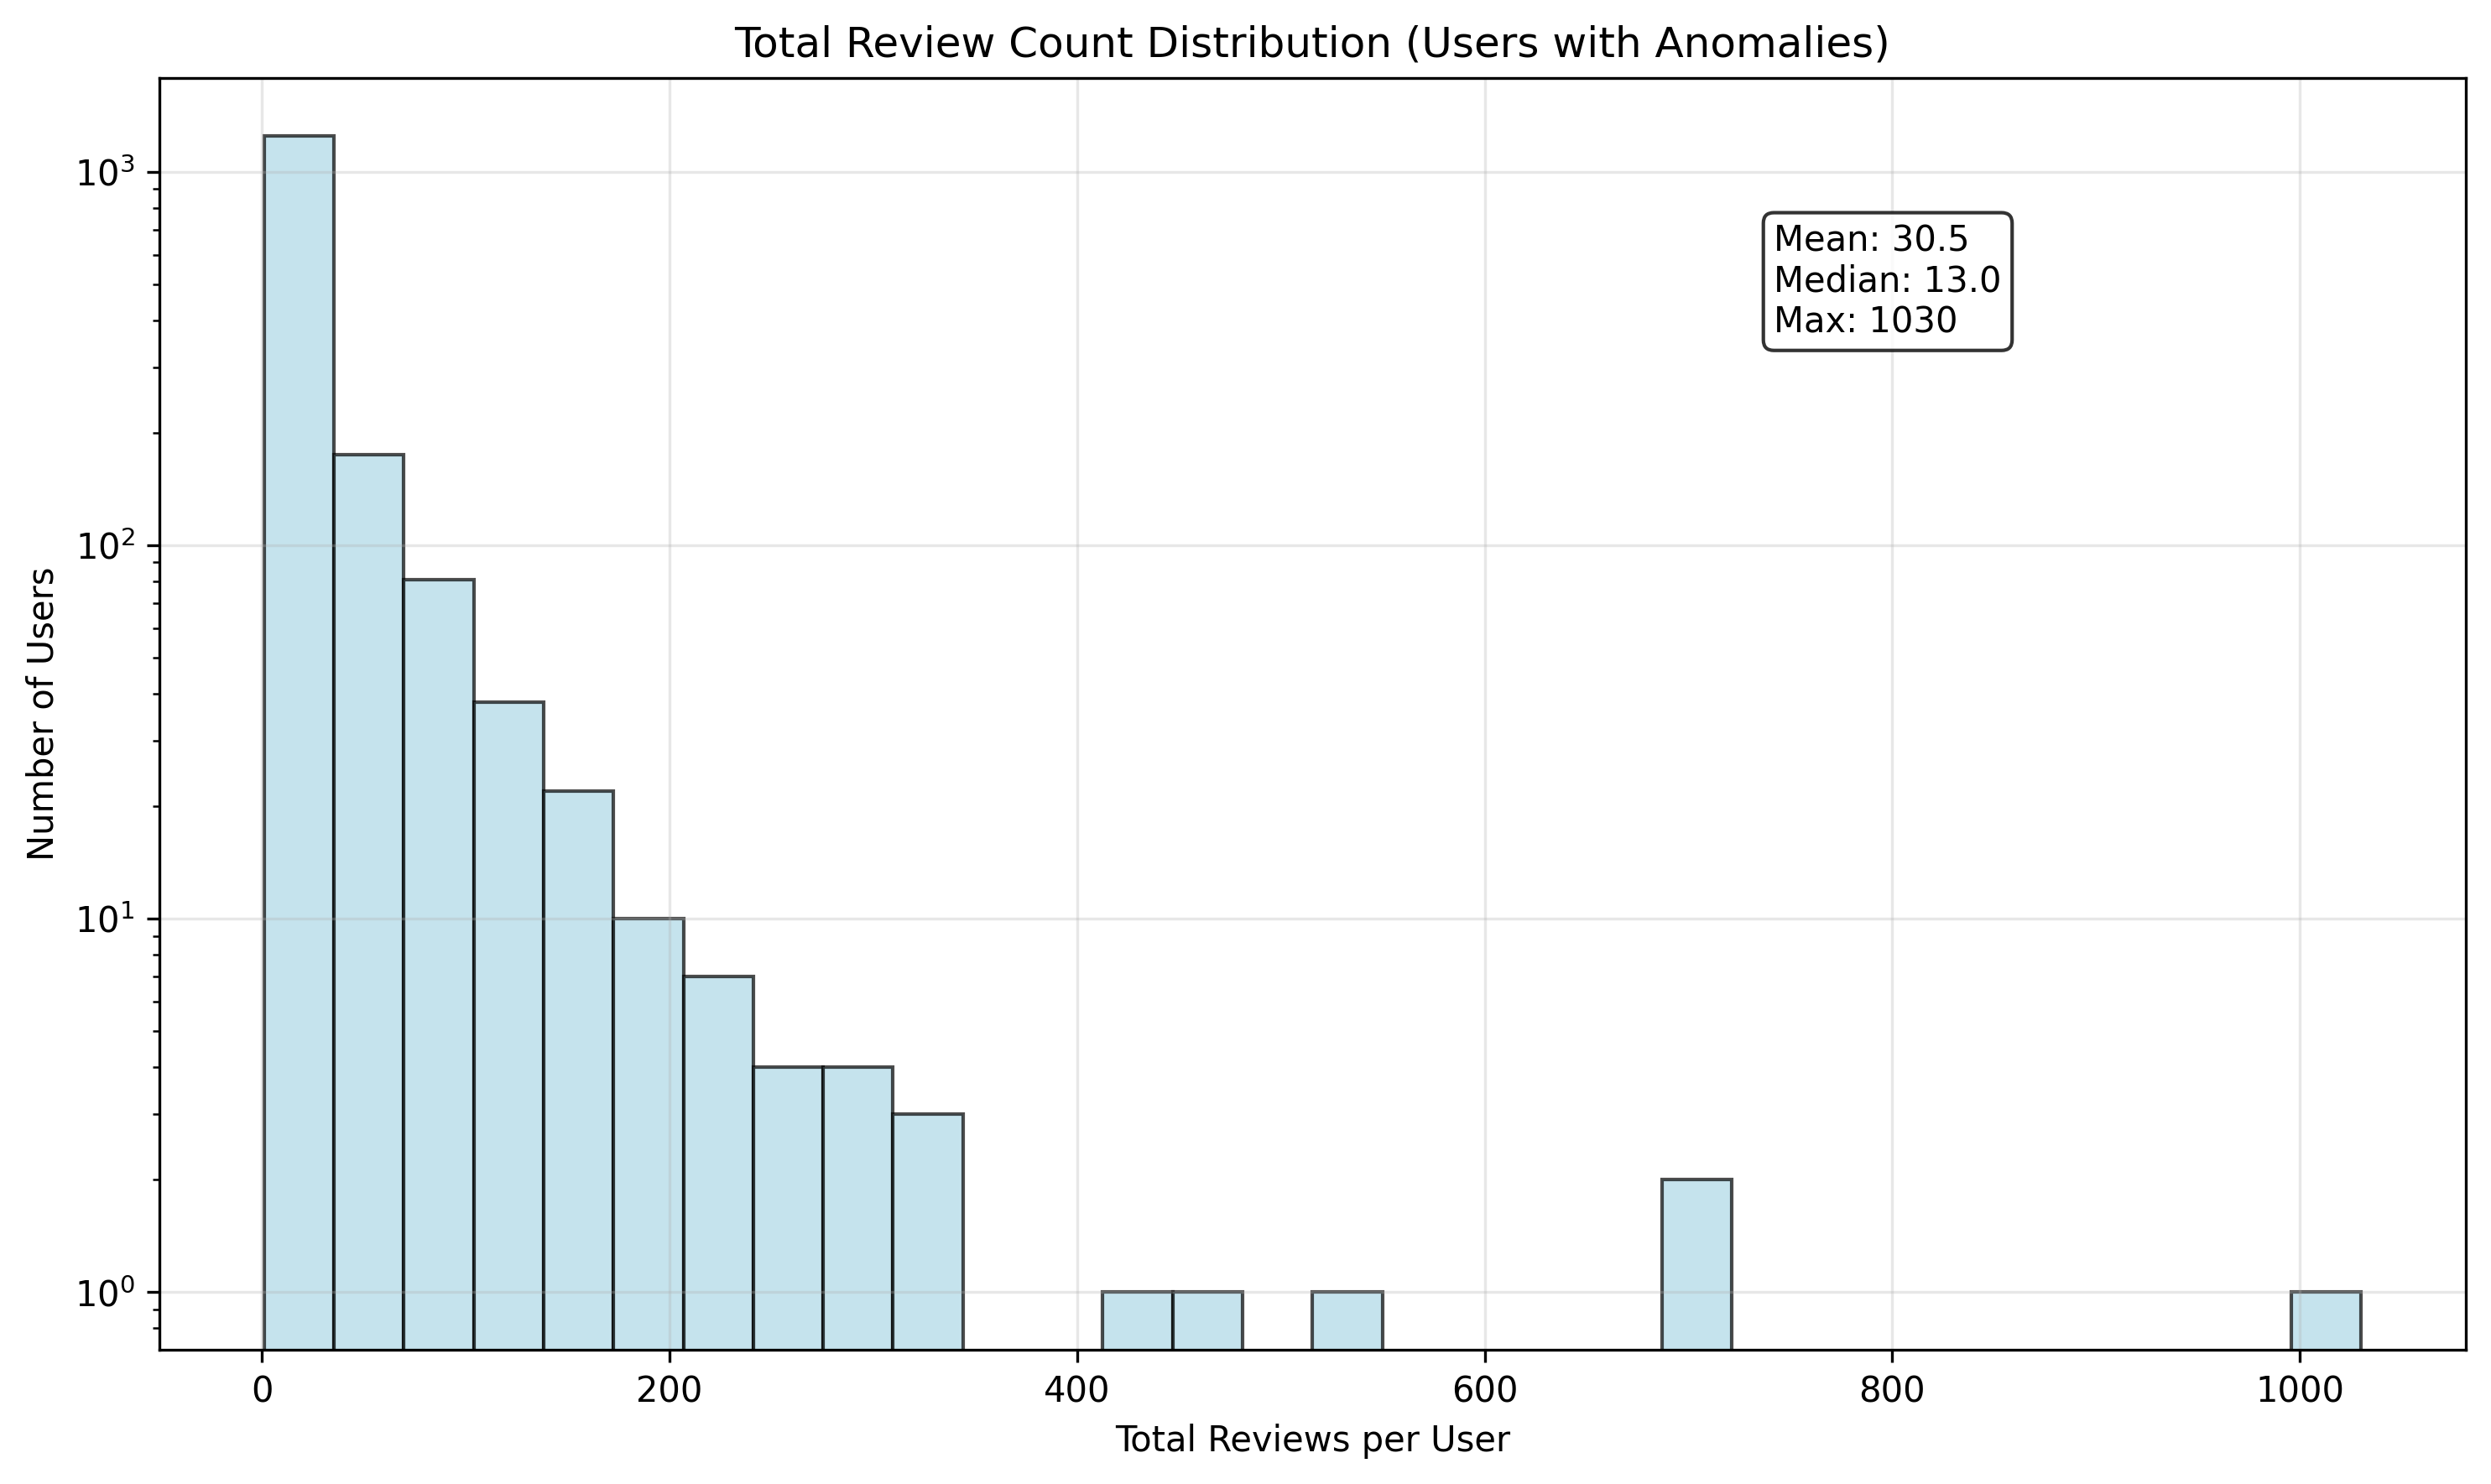 Total Review Count Distribution (Users with Anomalies)
Number of Users
10³
10²
10¹
10⁰
Mean: 30.5
Median: 13.0
Max: 1030
0 200 400 600 800 1000
Total Reviews per User